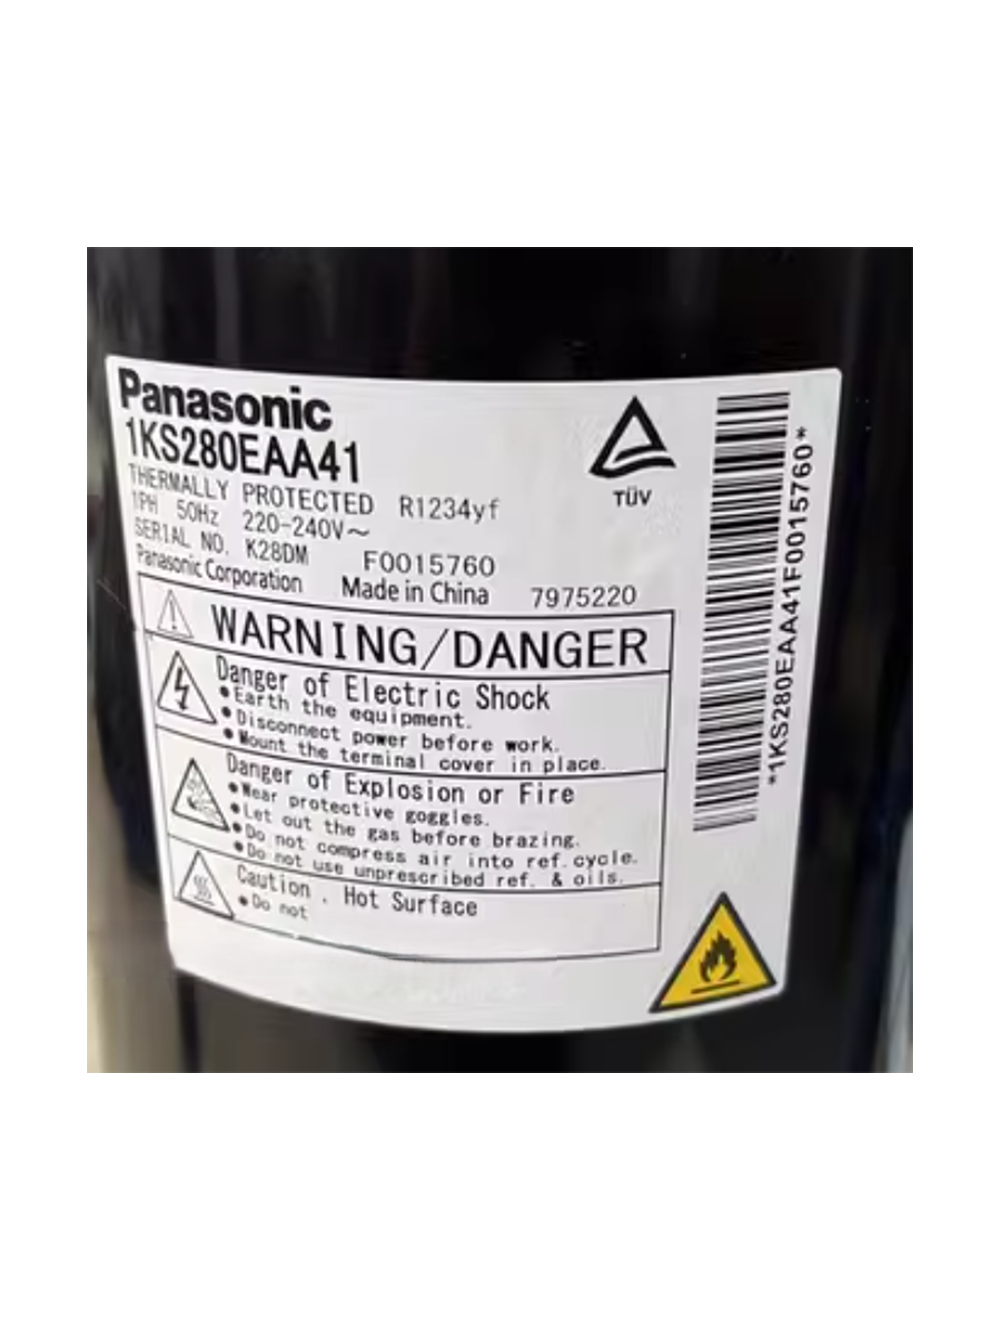 Panasonic
1KS280EAA41
THERMALLY PROTECTED R1234yf
1PH 50Hz 220-240V~
SERIAL NO. K28DM F0015760
Panasonic Corporation Made in China 7975220
TÜV
WARNING/DANGER
Danger of Electric Shock
●Earth the equipment.
●Disconnect power before work.
●Mount the terminal cover in place.
Danger of Explosion or Fire
●Wear protective goggles.
●Let out the gas before brazing.
●Do not compress air into ref.cycle.
●Do not use unprescribed ref. & oils.
Caution . Hot Surface
●Do not
*1KS280EAA41F0015760*